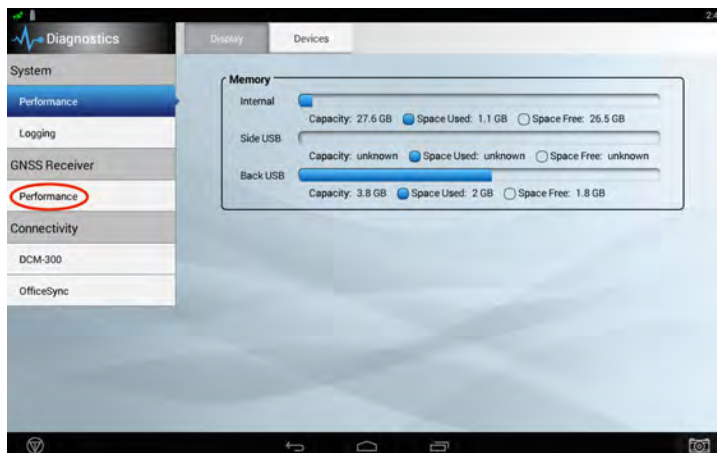 2:4
Diagnostics
Display Devices
System
Performance
Logging
GNSS Receiver
Performance
Connectivity
DCM-300
OfficeSync
Memory
Internal
Capacity: 27.6 GB Space Used: 1.1 GB Space Free: 26.5 GB
Side USB
Capacity: unknown Space Used: unknown Space Free: unknown
Back USB
Capacity: 3.8 GB Space Used: 2 GB Space Free: 1.8 GB